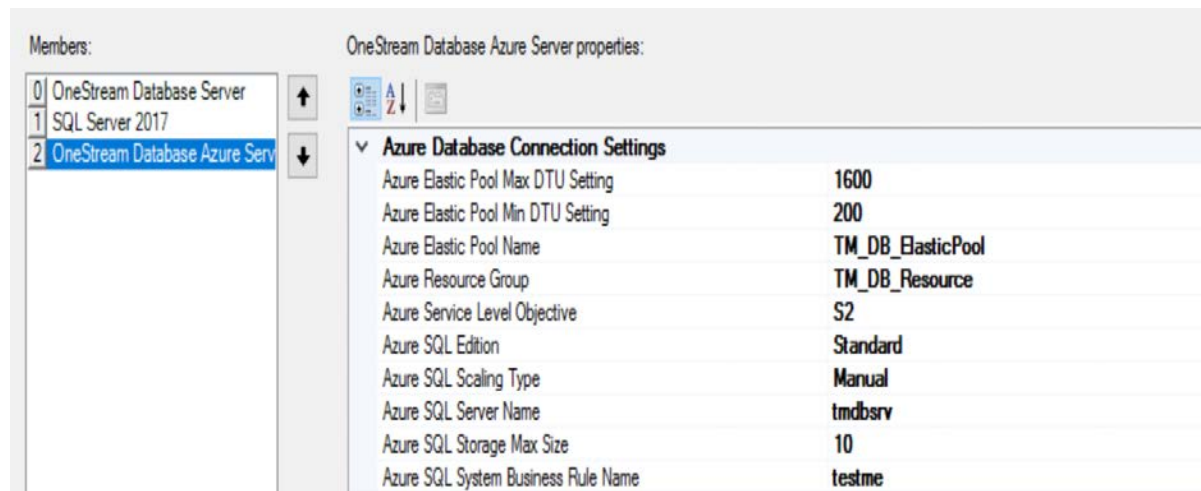 Members:
OneStream Database Azure Server properties:
0 OneStream Database Server
1 SQL Server 2017
2 OneStream Database Azure Serv
A
Z
Azure Database Connection Settings
Azure Elastic Pool Max DTU Setting 1600
Azure Elastic Pool Min DTU Setting 200
Azure Elastic Pool Name TM_DB_ElasticPool
Azure Resource Group TM_DB_Resource
Azure Service Level Objective S2
Azure SQL Edition Standard
Azure SQL Scaling Type Manual
Azure SQL Server Name tmdbsrv
Azure SQL Storage Max Size 10
Azure SQL System Business Rule Name testme